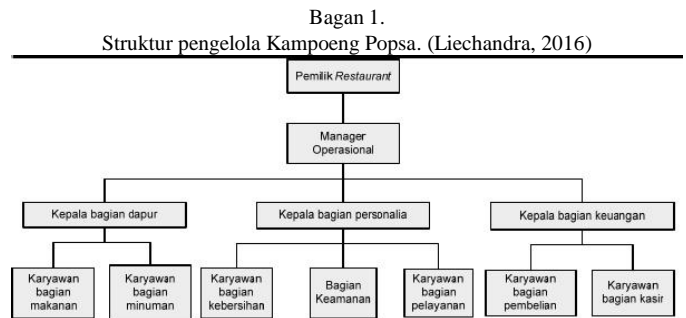 Bagan 1.
Struktur pengelola Kampoeng Popsa. (Liechandra, 2016)
Pemilik Restaurant
Manager
Operasional
Kepala bagian dapur
Kepala bagian personalia
Kepala bagian keuangan
Karyawan
bagian
makanan
Karyawan
bagian
minuman
Karyawan
bagian
kebersihan
Bagian
Keamanan
Karyawan
bagian
pelayanan
Karyawan
bagian
pembelian
Karyawan
bagian kasir